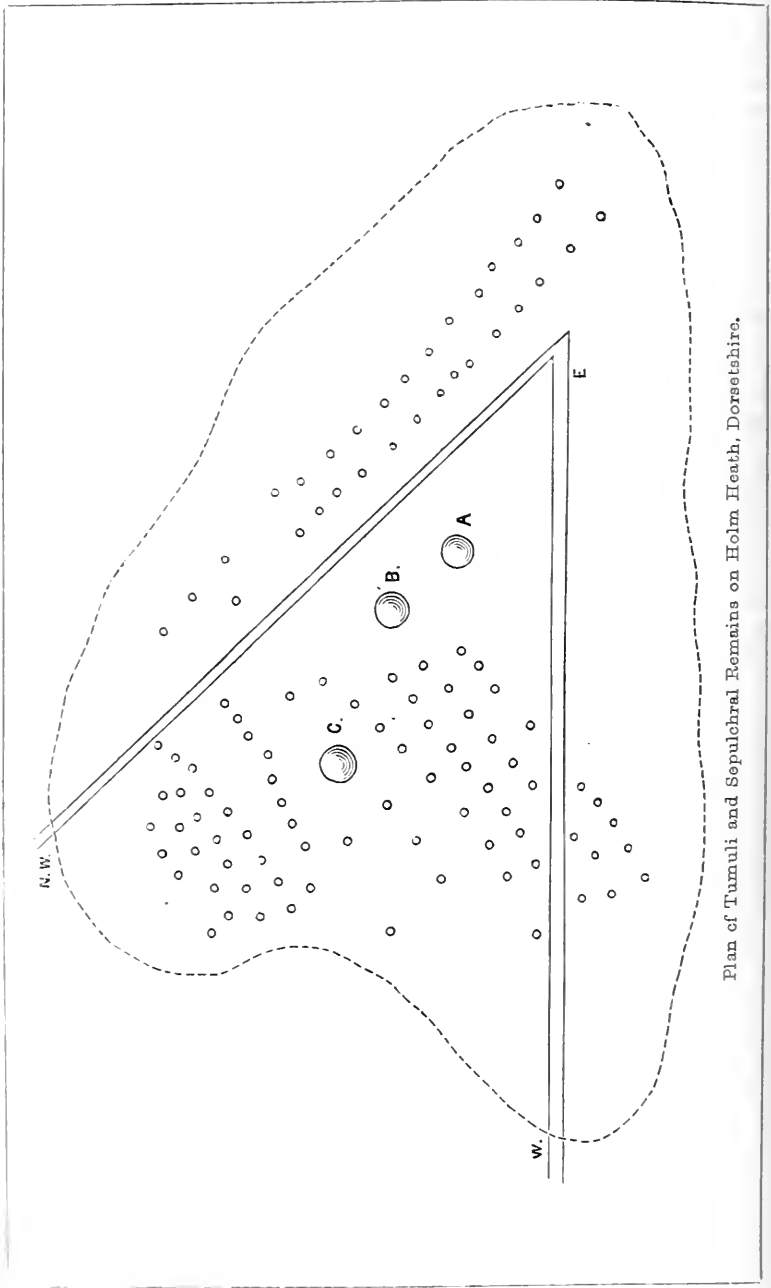 N.W.
C.
B.
A
E
W.
Plan of Tumuli and Sepulchral Remains on Holm Heath, Dorsetshire.